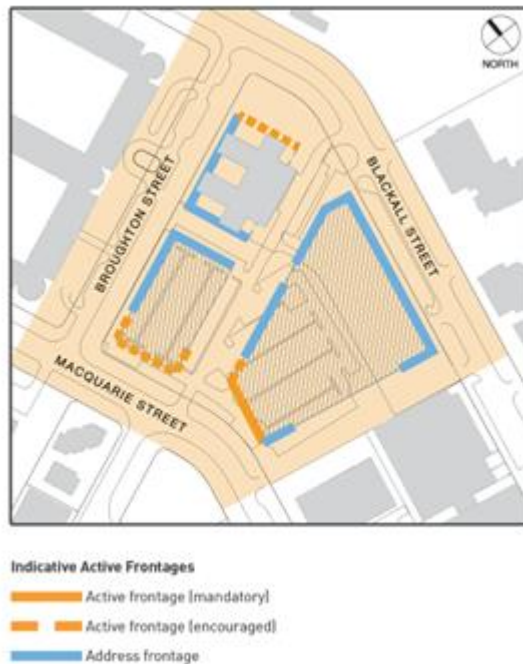 NORTH
BROUGHTON STREET
BLACKALL STREET
MACQUARIE STREET
Indicative Active Frontages
Active frontage (mandatory)
Active frontage (encouraged)
Address frontage